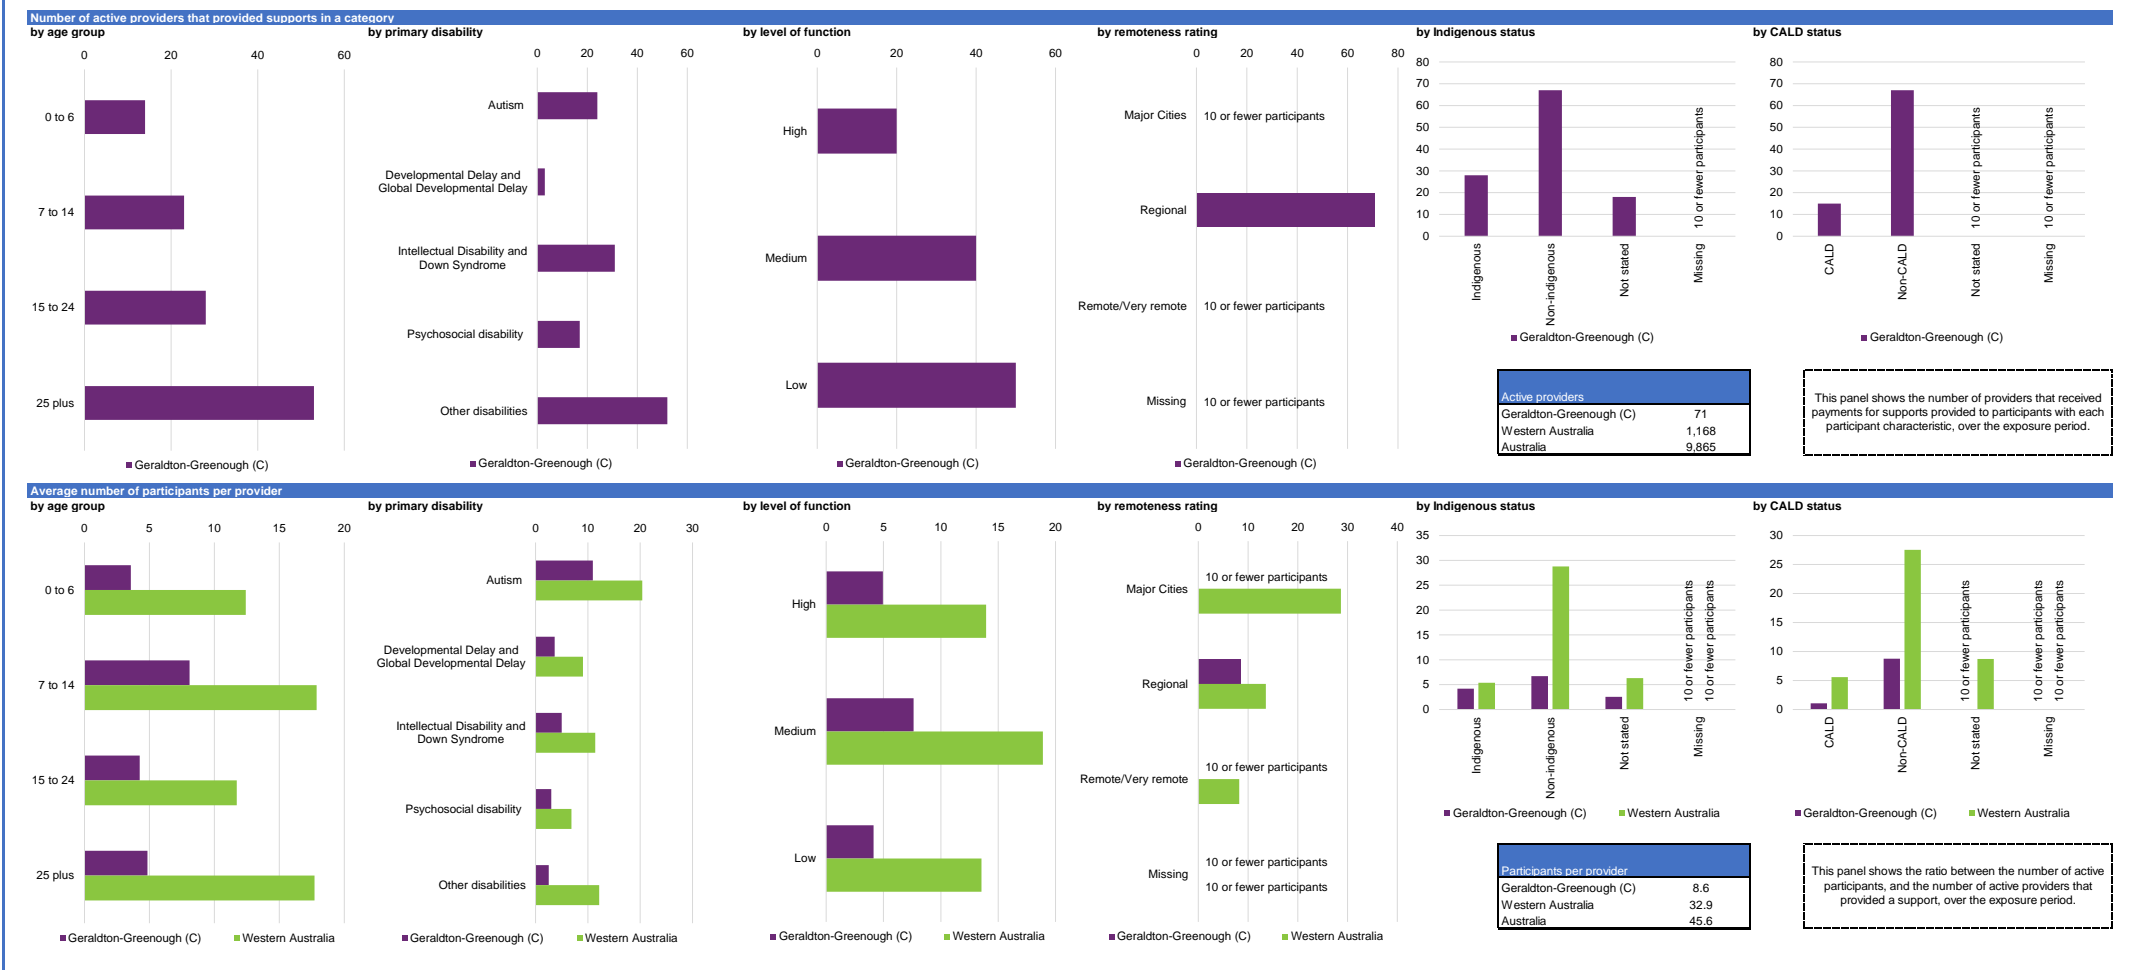 Number of active providers that provided supports in a category
by age group
0
20
40
60
0 to 6
7 to 14
15 to 24
25 plus
Geraldton-Greenough (C)
by primary disability
0
20
40
60
Autism
Developmental Delay and
Global Developmental Delay
Intellectual Disability and
Down Syndrome
Psychosocial disability
Other disabilities
Geraldton-Greenough (C)
by level of function
0
20
40
60
High
Medium
Low
Geraldton-Greenough (C)
by remoteness rating
0
20
40
60
80
Major Cities
10 or fewer participants
Regional
Remote/Very remote
10 or fewer participants
Missing
10 or fewer participants
Geraldton-Greenough (C)
by Indigenous status
80
70
60
50
40
30
20
10
0
10 or fewer participants
Indigenous
Non-indigenous
Not stated
Missing
Geraldton-Greenough (C)
by CALD status
80
70
60
50
40
30
20
10
0
10 or fewer participants
10 or fewer participants
CALD
Non-CALD
Not stated
Missing
Geraldton-Greenough (C)
Active providers
Geraldton-Greenough (C) 71
Western Australia 1,168
Australia 9,865
This panel shows the number of providers that received
payments for supports provided to participants with each
participant characteristic, over the exposure period.
Average number of participants per provider
by age group
0
5
10
15
20
0 to 6
7 to 14
15 to 24
25 plus
Geraldton-Greenough (C)
Western Australia
by primary disability
0
10
20
30
Autism
Developmental Delay and
Global Developmental Delay
Intellectual Disability and
Down Syndrome
Psychosocial disability
Other disabilities
Geraldton-Greenough (C)
Western Australia
by level of function
0
5
10
15
20
High
Medium
Low
Geraldton-Greenough (C)
Western Australia
by remoteness rating
0
10
20
30
40
Major Cities
10 or fewer participants
Regional
Remote/Very remote
10 or fewer participants
Missing
10 or fewer participants
10 or fewer participants
Geraldton-Greenough (C)
Western Australia
by Indigenous status
35
30
25
20
15
10
5
0
10 or fewer participants
10 or fewer participants
Indigenous
Non-indigenous
Not stated
Missing
Geraldton-Greenough (C)
Western Australia
by CALD status
30
25
20
15
10
5
0
10 or fewer participants
10 or fewer participants
10 or fewer participants
CALD
Non-CALD
Not stated
Missing
Geraldton-Greenough (C)
Western Australia
Participants per provider
Geraldton-Greenough (C) 8.6
Western Australia 32.9
Australia 45.6
This panel shows the ratio between the number of active
participants, and the number of active providers that
provided a support, over the exposure period.